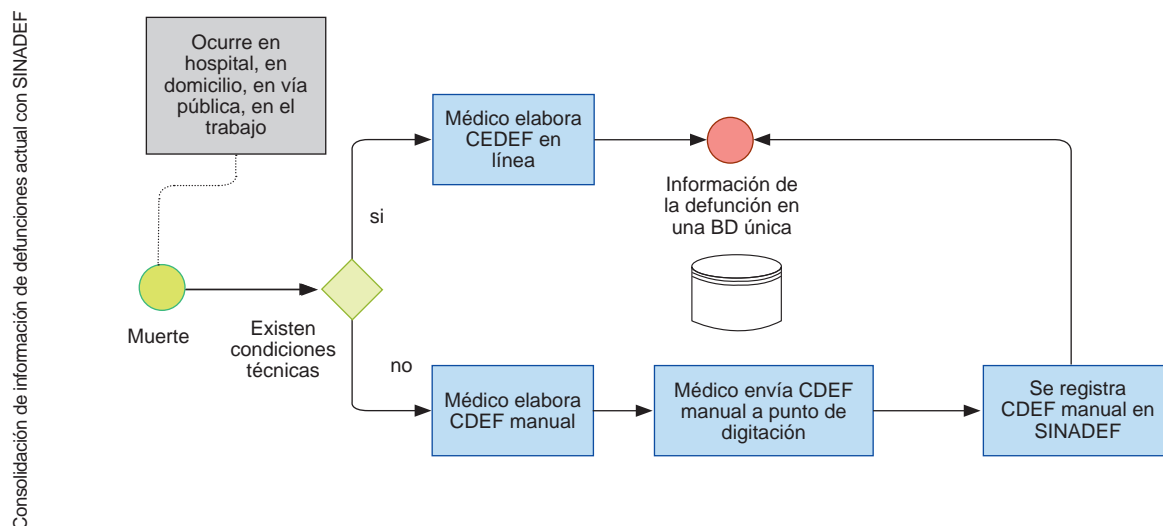 Consolidación de información de defunciones actual con SINADEF
Ocurre en
hospital, en
domicilio, en vía
pública, en el
trabajo
Médico elabora
CEDEF en
línea
Información de
la defunción en
una BD única
si
Muerte
Existen
condiciones
técnicas
no
Médico elabora
CDEF manual
Médico envía CDEF
manual a punto de
digitación
Se registra
CDEF manual en
SINADEF